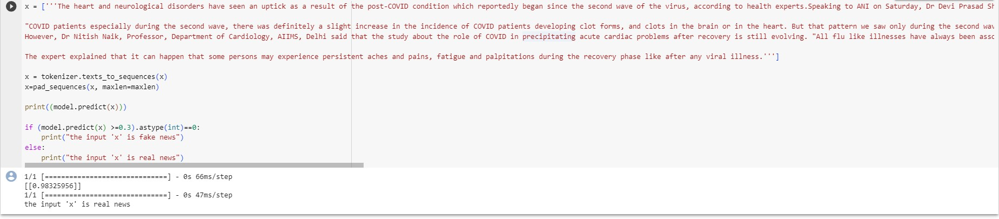 x = ['''The heart and neurological disorders have seen an uptick as a result of the post-COVID condition which reportedly began since the second wave of the virus, according to health experts.Speaking to ANI on Saturday, Dr Devi Prasad Sh
"COVID patients especially during the second wave, there was definitely a slight increase in the incidence of COVID patients developing clot forms, and clots in the brain or in the heart. But that pattern we saw only during the second wav
However, Dr Nitish Naik, Professor, Department of Cardiology, AIIMS, Delhi said that the study about the role of COVID in precipitating acute cardiac problems after recovery is still evolving. "All flu like illnesses have always been asso
The expert explained that it can happen that some persons may experience persistent aches and pains, fatigue and palpitations during the recovery phase like after any viral illness.''']
x = tokenizer.texts_to_sequences(x)
x=pad_sequences(x, maxlen=maxlen)
print((model.predict(x)))
if (model.predict(x) >=0.3).astype(int)==0:
    print("the input 'x' is fake news")
else:
    print("the input 'x' is real news")
1/1 [==============================] - 0s 66ms/step
[[0.98325956]]
1/1 [==============================] - 0s 47ms/step
the input 'x' is real news